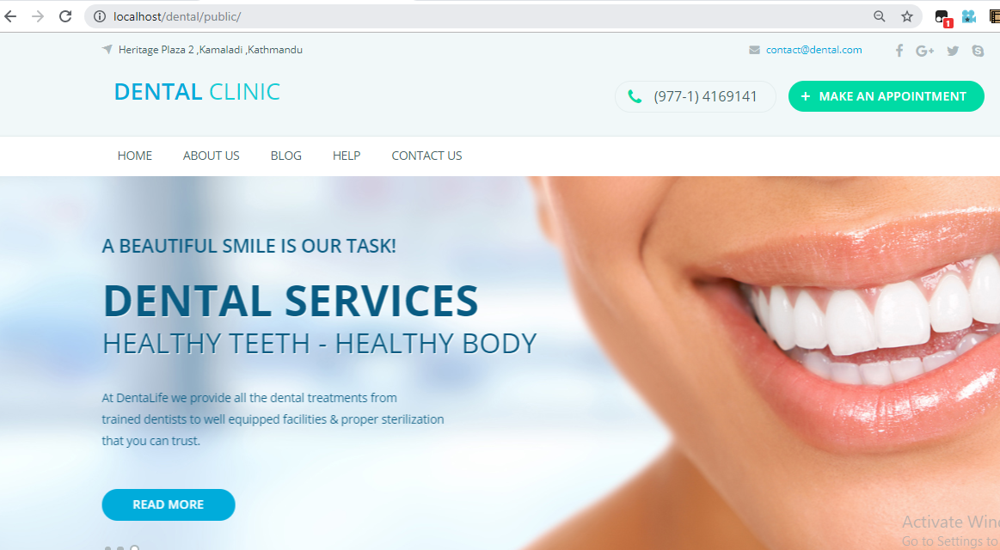 localhost/dental/public/
1
Heritage Plaza 2 ,Kamaladi ,Kathmandu
contact@dental.com
DENTAL CLINIC
(977-1) 4169141
+ MAKE AN APPOINTMENT
HOME ABOUT US BLOG HELP CONTACT US
A BEAUTIFUL SMILE IS OUR TASK!
DENTAL SERVICES
HEALTHY TEETH - HEALTHY BODY
At DentaLife we provide all the dental treatments from
trained dentists to well equipped facilities & proper sterilization
that you can trust.
READ MORE
Activate Win
Go to Settings to